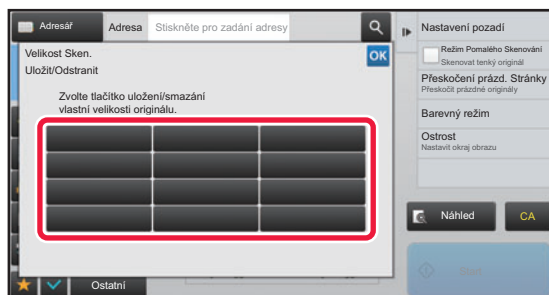 Adresář
Adresa
Stiskněte pro zadání adresy
Velikost Sken.
Uložit/Odstranit
OK
Zvolte tlačítko uložení/smazání
vlastní velikosti originálu.
Ostatní
Nastavení pozadí
Režim Pomalého Skenování
Skenovat tenký originál
Přeskočení prázd. Stránky
Přeskočit prázdné originály
Barevný režim
Ostrost
Nastavit okraj obrazu
Náhled
CA
Start